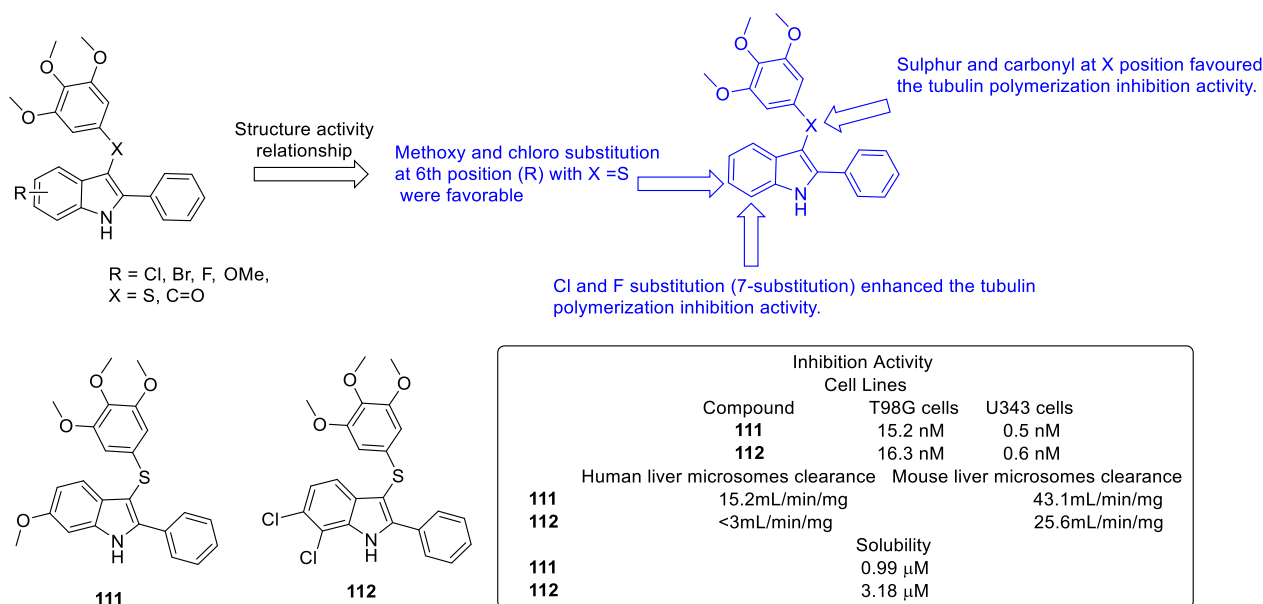 Structure activity
relationship
R = Cl, Br, F, OMe,
X = S, C=O
Methoxy and chloro substitution
at 6th position (R) with X =S
were favorable
Sulphur and carbonyl at X position favoured
the tubulin polymerization inhibition activity.
Cl and F substitution (7-substitution) enhanced the tubulin
polymerization inhibition activity.
O
O
O
X
R
N
H
O
O
O
X
N
H
O
O
O
S
O
N
H
111
O
O
O
S
Cl
Cl
N
H
112
Inhibition Activity
Cell Lines
Compound T98G cells U343 cells
111 15.2 nM 0.5 nM
112 16.3 nM 0.6 nM
Human liver microsomes clearance Mouse liver microsomes clearance
111 15.2mL/min/mg 43.1mL/min/mg
112 <3mL/min/mg 25.6mL/min/mg
Solubility
111 0.99 μM
112 3.18 μM